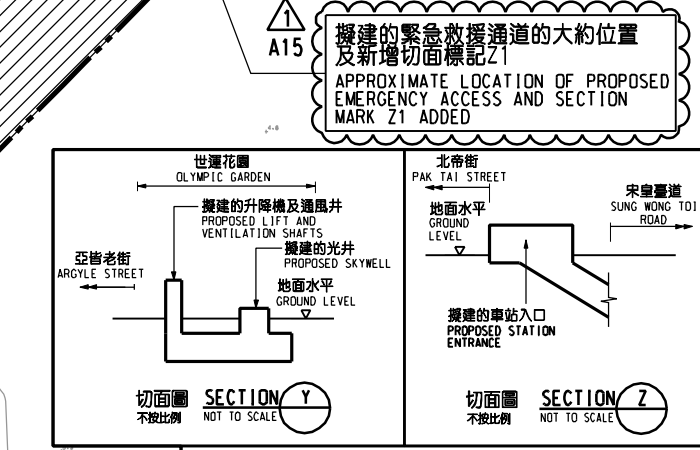 1
A15
擬建的緊急救援通道的大約位置
及新增切面標記Z1
APPROXIMATE LOCATION OF PROPOSED
EMERGENCY ACCESS AND SECTION
MARK Z1 ADDED
世運花園
OLYMPIC GARDEN
擬建的升降機及通風井
PROPOSED LIFT AND
VENTILATION SHAFTS
擬建的光井
PROPOSED SKYWELL
亞皆老街
ARGYLE STREET
地面水平
GROUND LEVEL
切面圖
不按比例
SECTION Y
NOT TO SCALE
北帝街
PAK TAI STREET
宋皇臺道
SUNG WONG TOI
ROAD
地面水平
GROUND
LEVEL
擬建的車站入口
PROPOSED STATION
ENTRANCE
切面圖
不按比例
SECTION Z
NOT TO SCALE